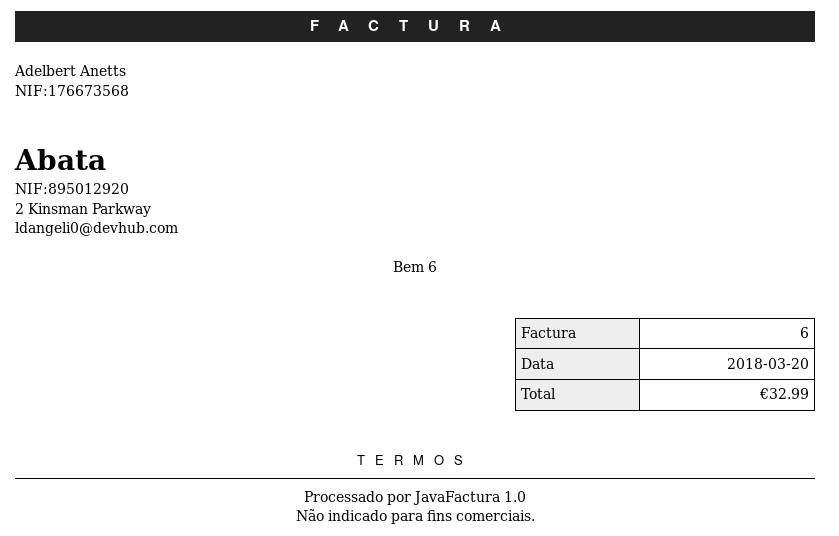 F A C T U R A
Adelbert Anetts
NIF:176673568
Abata
NIF:895012920
2 Kinsman Parkway
ldangeli0@devhub.com
Bem 6
Factura 6
Data 2018-03-20
Total €32.99
T E R M O S
Processado por JavaFactura 1.0
Não indicado para fins comerciais.